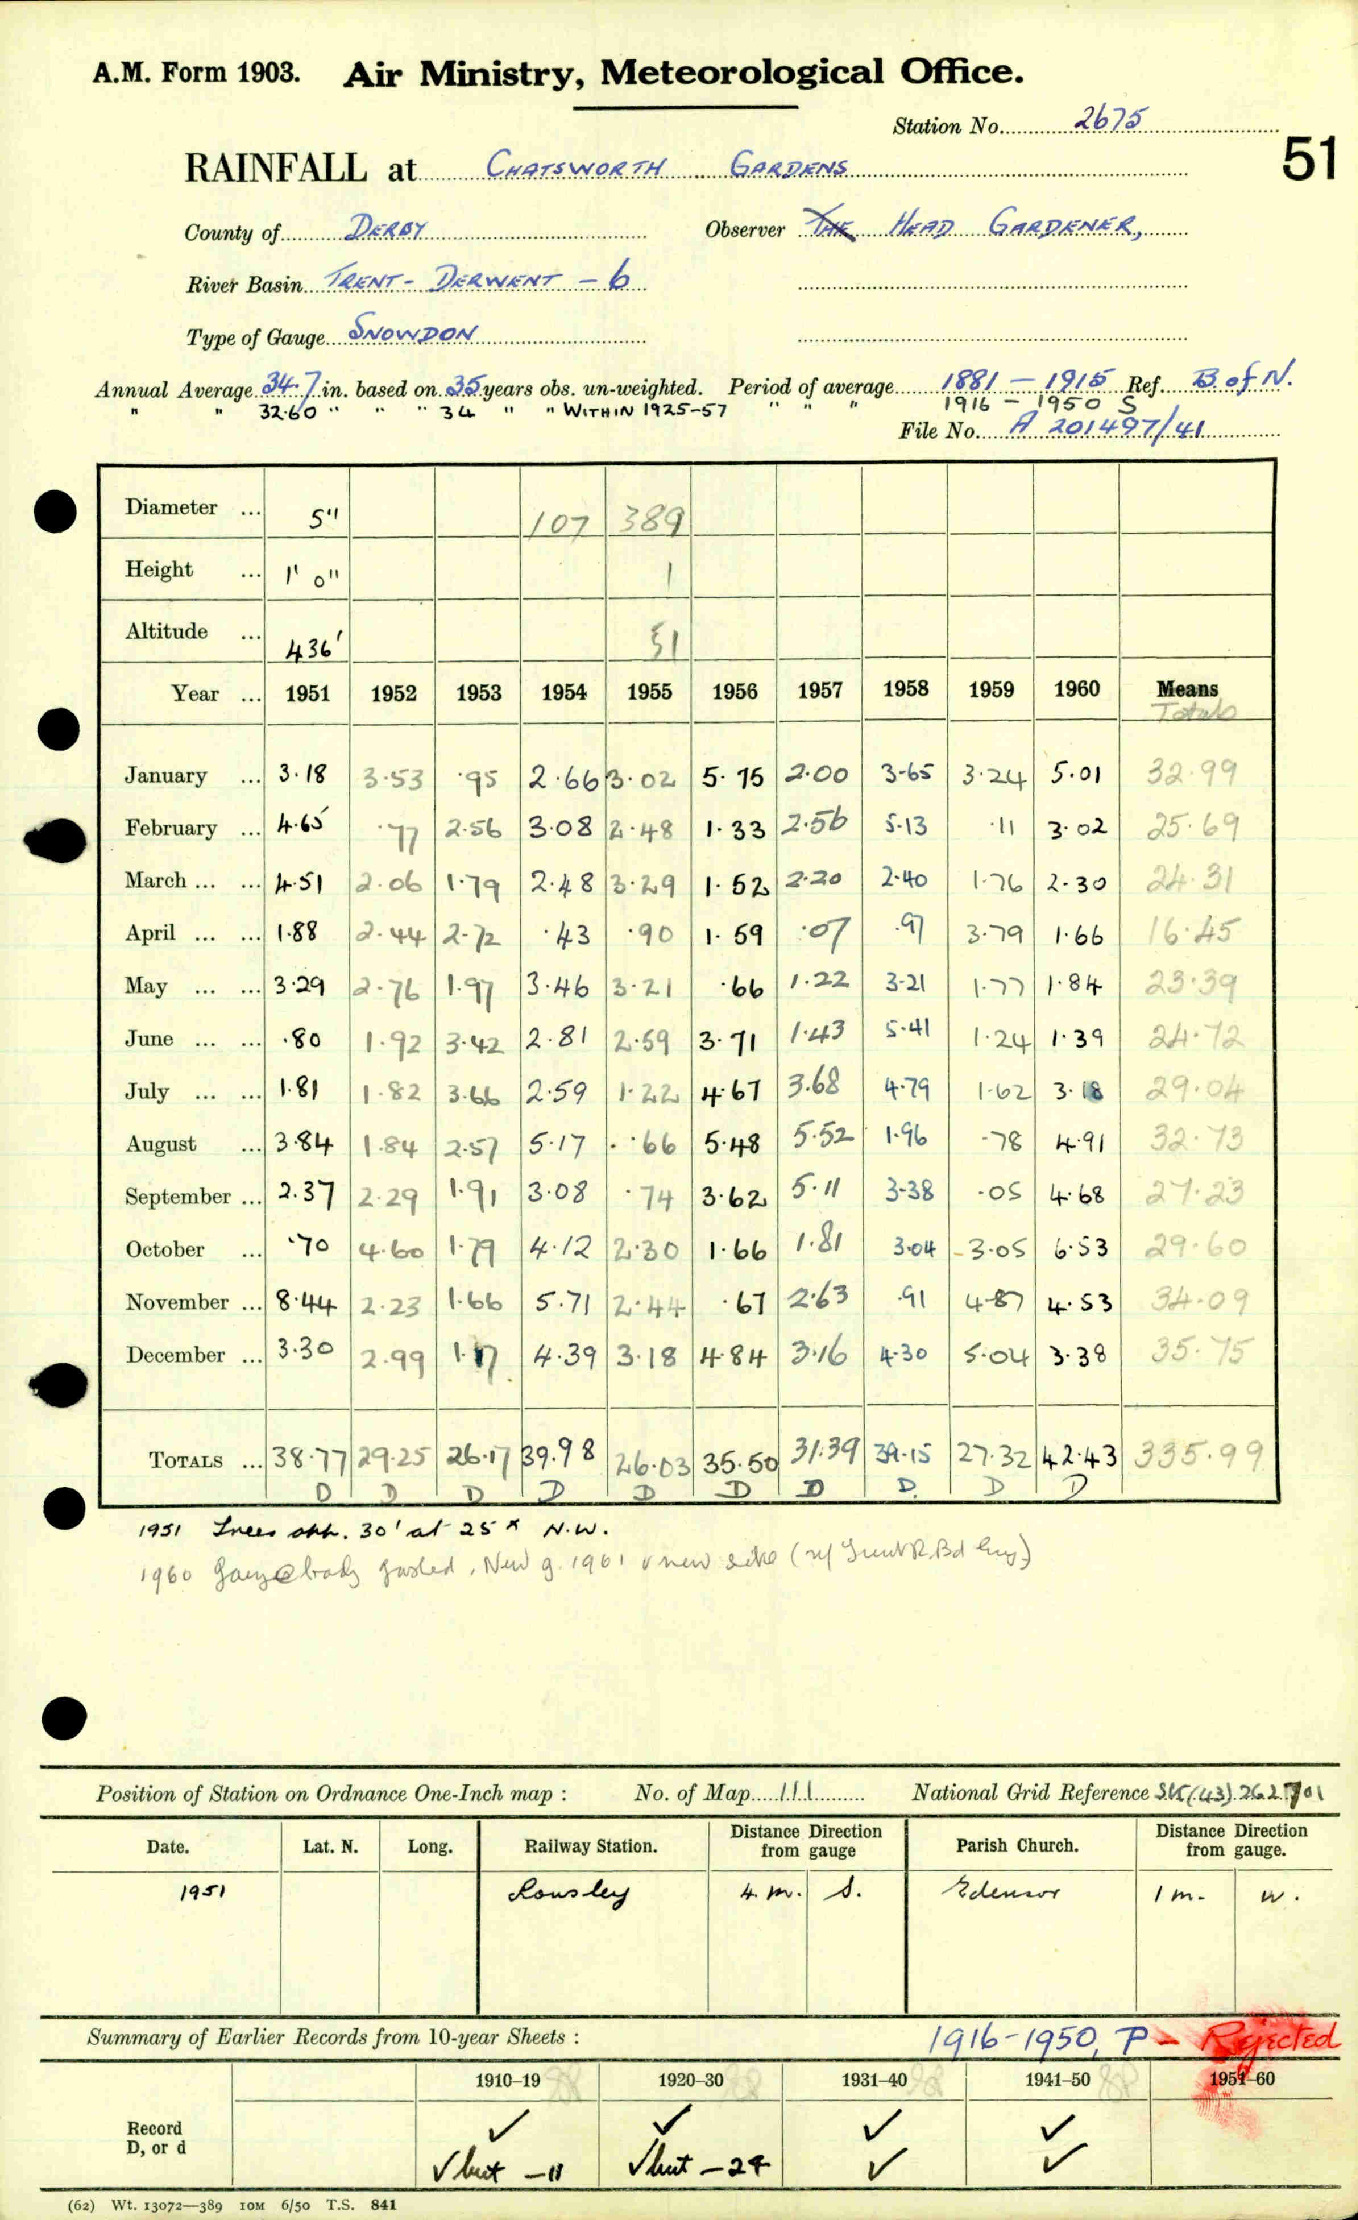 A.M. Form 1903. Air Ministry, Meteorological Office.
Station No. 2675
51
RAINFALL at CHATSWORTH GARDENS
County of DERBY Observer THE HEAD GARDENER,
River Basin TRENT - DERWENT - 6
Type of Gauge SNOWDON
Annual Average 34.7 in. based on 35 years obs. un-weighted. Period of average 1881 - 1915 Ref. B of N.
" " 32.60 " " " 34 " " WITHIN 1925-57 " " " 1916 - 1950 S
File No. A 201497/41
Diameter ... 5" 107 389
Height ... 1' 0" 1
Altitude ... 436' 51
Year ... 1951 1952 1953 1954 1955 1956 1957 1958 1959 1960 Means
Totals
January ... 3.18 3.53 .95 2.66 3.02 5.75 2.00 3.65 3.24 5.01 32.99
February ... 4.65 .77 2.56 3.08 2.48 1.33 2.56 5.13 .11 3.02 25.69
March ... ... 4.51 2.06 1.79 2.48 3.29 1.52 2.20 2.40 1.76 2.30 24.31
April ... ... 1.88 2.44 2.72 .43 .90 1.59 .07 .97 3.79 1.66 16.45
May ... ... 3.29 2.76 1.97 3.46 3.21 .66 1.22 3.21 1.77 1.84 23.39
June ... ... .80 1.92 3.42 2.81 2.59 3.71 1.43 5.41 1.24 1.39 24.72
July ... ... 1.81 1.82 3.66 2.59 1.22 4.67 3.68 4.79 1.62 3.18 29.04
August ... 3.84 1.84 2.57 5.17 .66 5.48 5.52 1.96 .78 4.91 32.73
September ... 2.37 2.29 1.91 3.08 .74 3.62 5.11 3.38 .05 4.68 27.23
October ... .70 4.60 1.79 4.12 2.30 1.66 1.81 3.04 3.05 6.53 29.60
November ... 8.44 2.23 1.66 5.71 2.44 .67 2.63 .91 4.87 4.53 34.09
December ... 3.30 2.99 1.17 4.39 3.18 4.84 3.16 4.30 5.04 3.38 35.75
TOTALS ... 38.77 29.25 26.17 39.98 26.03 35.50 31.39 39.15 27.32 42.43 335.99
D D D D D D D D. D D
1951 Trees app. 30' at 25 x N.W.
1960 Gauge badly New g. 1961 new site (
Position of Station on Ordnance One-Inch map : No. of Map 111 National Grid Reference SK(43) 262701
Date. Lat. N. Long. Railway Station. Distance from gauge Direction Parish Church. Distance Direction from gauge.
1951 Rowsley 4 m. S. Edensor 1 m. W.
Summary of Earlier Records from 10-year Sheets : 1916-1950, P - Rejected
1910–19 1920–30 1931–40 1941–50 1951–60
Record ✓ ✓ ✓ ✓
D, or d ✓ but -11 ✓ but -24 ✓ ✓
(62) Wt. 13072—389 10M 6/50 T.S. 841